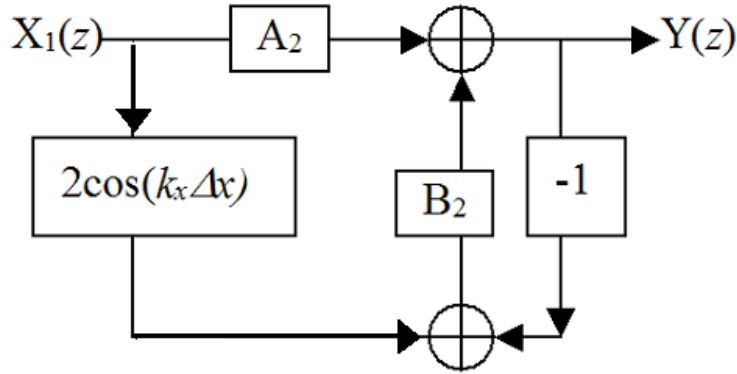 X₁(z)
A₂
Y(z)
2cos(kₓΔx)
B₂
-1